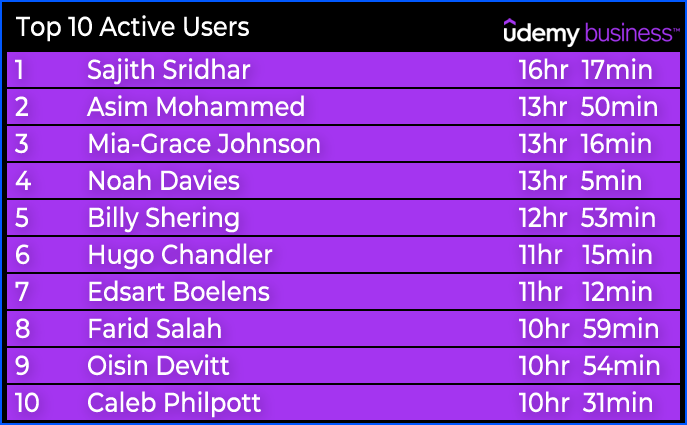 Top 10 Active Users ûdemy business™
1 Sajith Sridhar 16hr 17min
2 Asim Mohammed 13hr 50min
3 Mia-Grace Johnson 13hr 16min
4 Noah Davies 13hr 5min
5 Billy Shering 12hr 53min
6 Hugo Chandler 11hr 15min
7 Edsart Boelens 11hr 12min
8 Farid Salah 10hr 59min
9 Oisin Devitt 10hr 54min
10 Caleb Philpott 10hr 31min